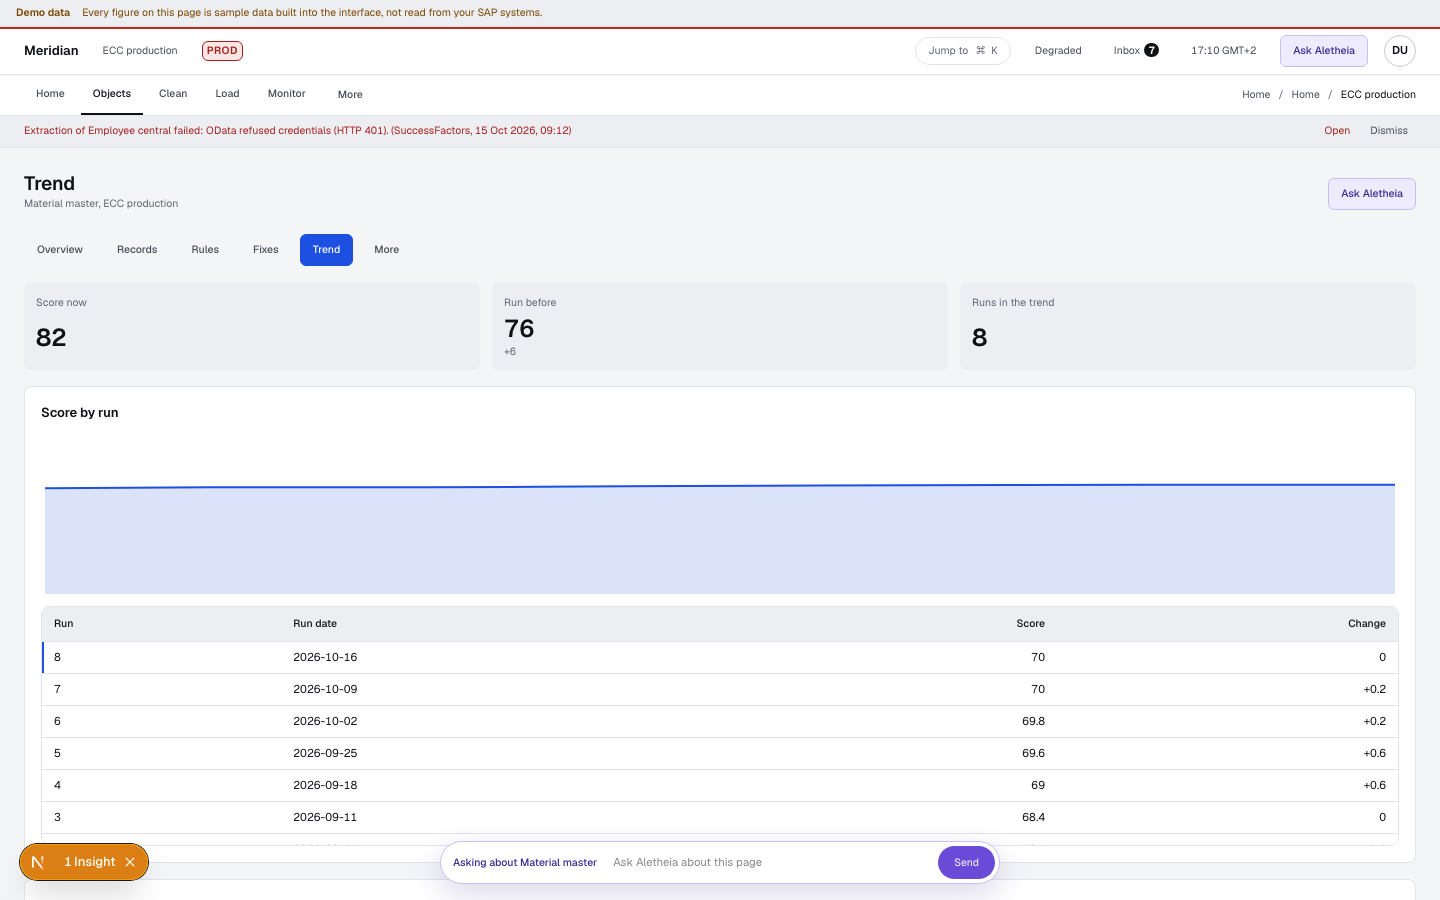 Demo data Every figure on this page is sample data built into the interface, not read from your SAP systems.
Meridian ECC production PROD Jump to ⌘ K Degraded Inbox 7 17:10 GMT+2 Ask Aletheia DU
Home Objects Clean Load Monitor More Home / Home / ECC production
Extraction of Employee central failed: OData refused credentials (HTTP 401). (SuccessFactors, 15 Oct 2026, 09:12) Open Dismiss
Trend
Material master, ECC production
Ask Aletheia
Overview Records Rules Fixes Trend More
Score now
82
Run before
76
+6
Runs in the trend
8
Score by run
Run Run date Score Change
8 2026-10-16 70 0
7 2026-10-09 70 +0.2
6 2026-10-02 69.8 +0.2
5 2026-09-25 69.6 +0.6
4 2026-09-18 69 +0.6
3 2026-09-11 68.4 0
N 1 Insight
Asking about Material master Ask Aletheia about this page Send